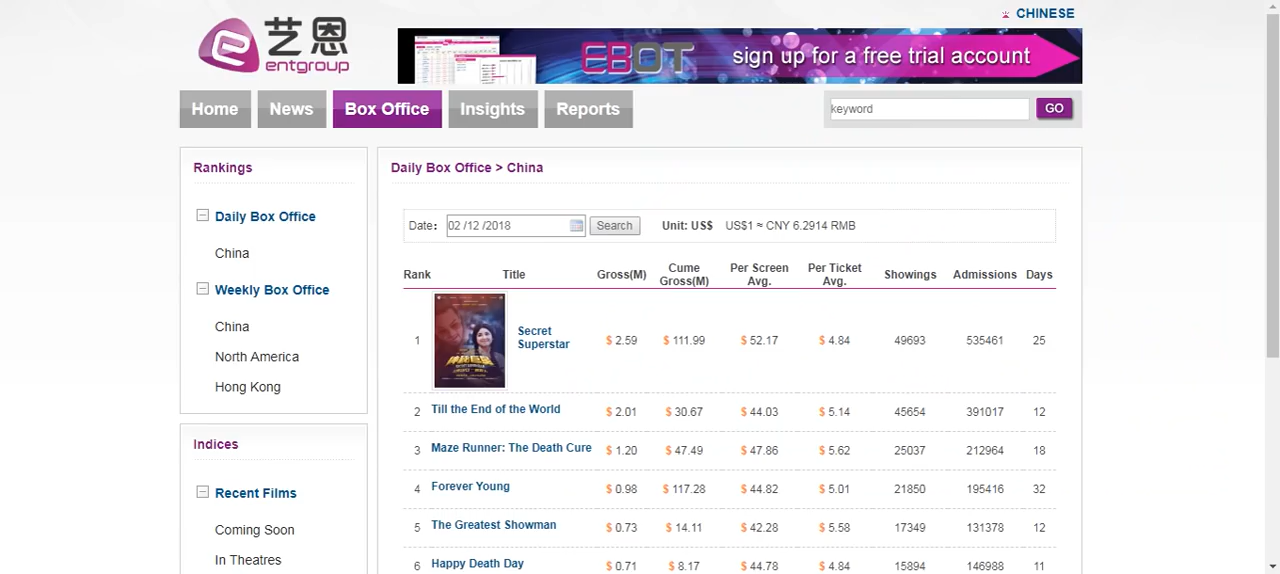 CHINESE
艺恩
entgroup
EBOT sign up for a free trial account
Home News Box Office Insights Reports
keyword GO
Rankings
Daily Box Office
China
Weekly Box Office
China
North America
Hong Kong
Indices
Recent Films
Coming Soon
In Theatres
Daily Box Office > China
Date: 02 /12 /2018 Search Unit: US$ US$1 ≈ CNY 6.2914 RMB
Rank Title Gross(M) Cume Gross(M) Per Screen Avg. Per Ticket Avg. Showings Admissions Days
1 Secret Superstar $ 2.59 $ 111.99 $ 52.17 $ 4.84 49693 535461 25
2 Till the End of the World $ 2.01 $ 30.67 $ 44.03 $ 5.14 45654 391017 12
3 Maze Runner: The Death Cure $ 1.20 $ 47.49 $ 47.86 $ 5.62 25037 212964 18
4 Forever Young $ 0.98 $ 117.28 $ 44.82 $ 5.01 21850 195416 32
5 The Greatest Showman $ 0.73 $ 14.11 $ 42.28 $ 5.58 17349 131378 12
6 Happy Death Day $ 0.71 $ 8.17 $ 44.78 $ 4.84 15894 146988 11